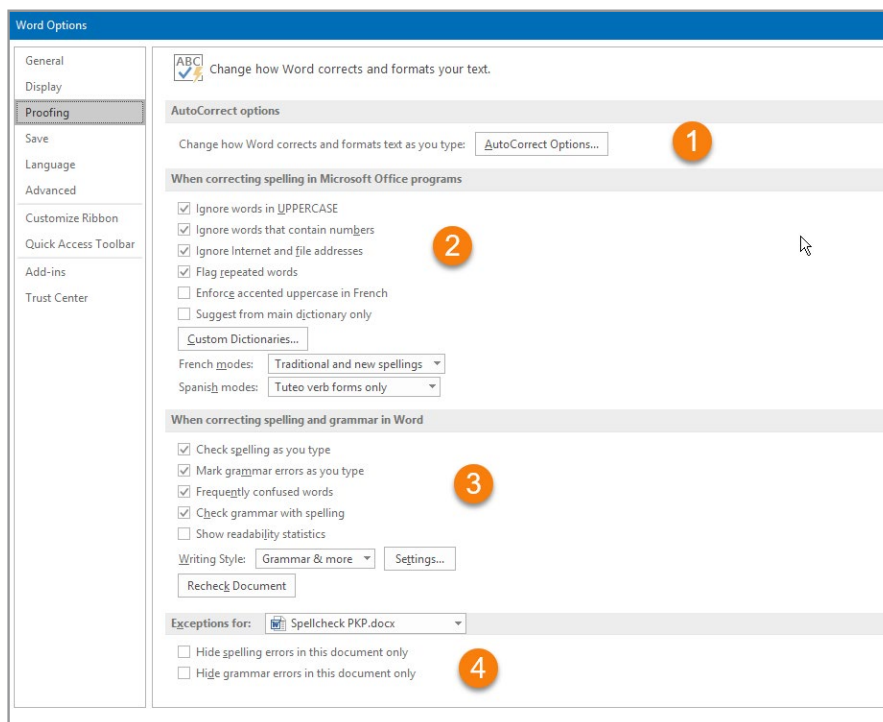 Word Options
General
Display
Proofing
Save
Language
Advanced
Customize Ribbon
Quick Access Toolbar
Add-ins
Trust Center
ABC
Change how Word corrects and formats your text.
AutoCorrect options
Change how Word corrects and formats text as you type: AutoCorrect Options...
1
When correcting spelling in Microsoft Office programs
Ignore words in UPPERCASE
Ignore words that contain numbers
Ignore Internet and file addresses
Flag repeated words
Enforce accented uppercase in French
Suggest from main dictionary only
2
Custom Dictionaries...
French modes: Traditional and new spellings
Spanish modes: Tuteo verb forms only
When correcting spelling and grammar in Word
Check spelling as you type
Mark grammar errors as you type
Frequently confused words
Check grammar with spelling
Show readability statistics
3
Writing Style: Grammar & more Settings...
Recheck Document
Exceptions for: Spellcheck PKP.docx
Hide spelling errors in this document only
Hide grammar errors in this document only
4